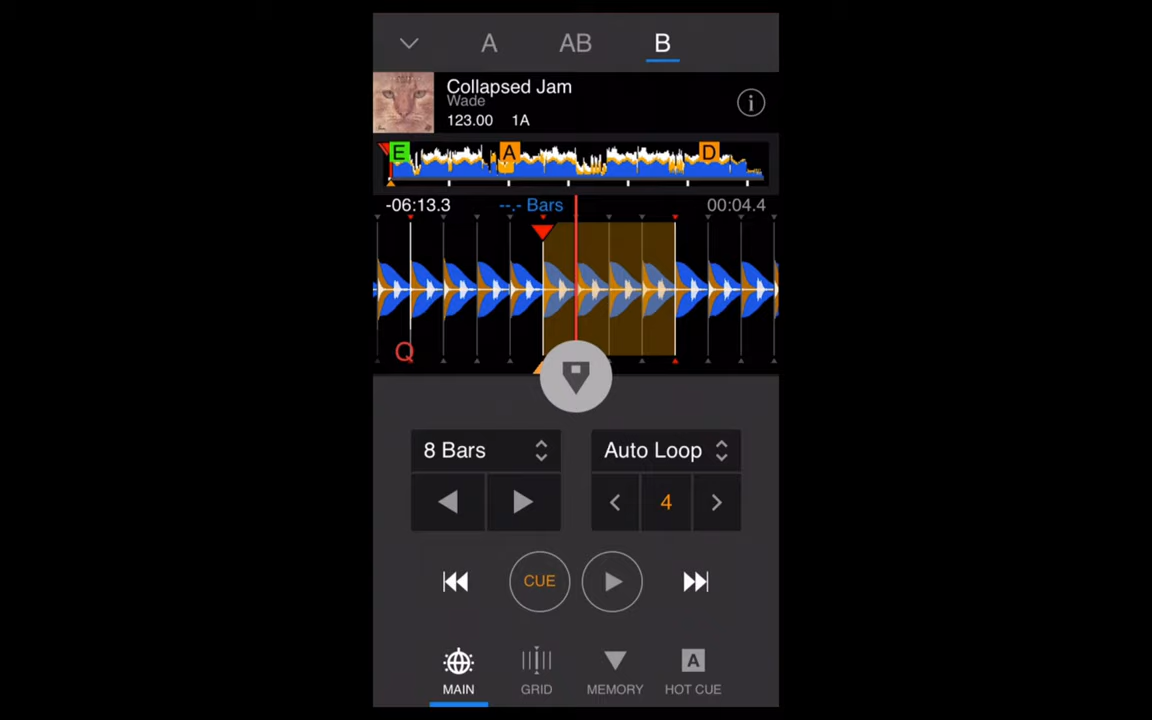 A AB B
Collapsed Jam
Wade
123.00 1A
E A D
-06:13.3 --.- Bars 00:04.4
Q
8 Bars Auto Loop
4
CUE
MAIN GRID MEMORY A HOT CUE